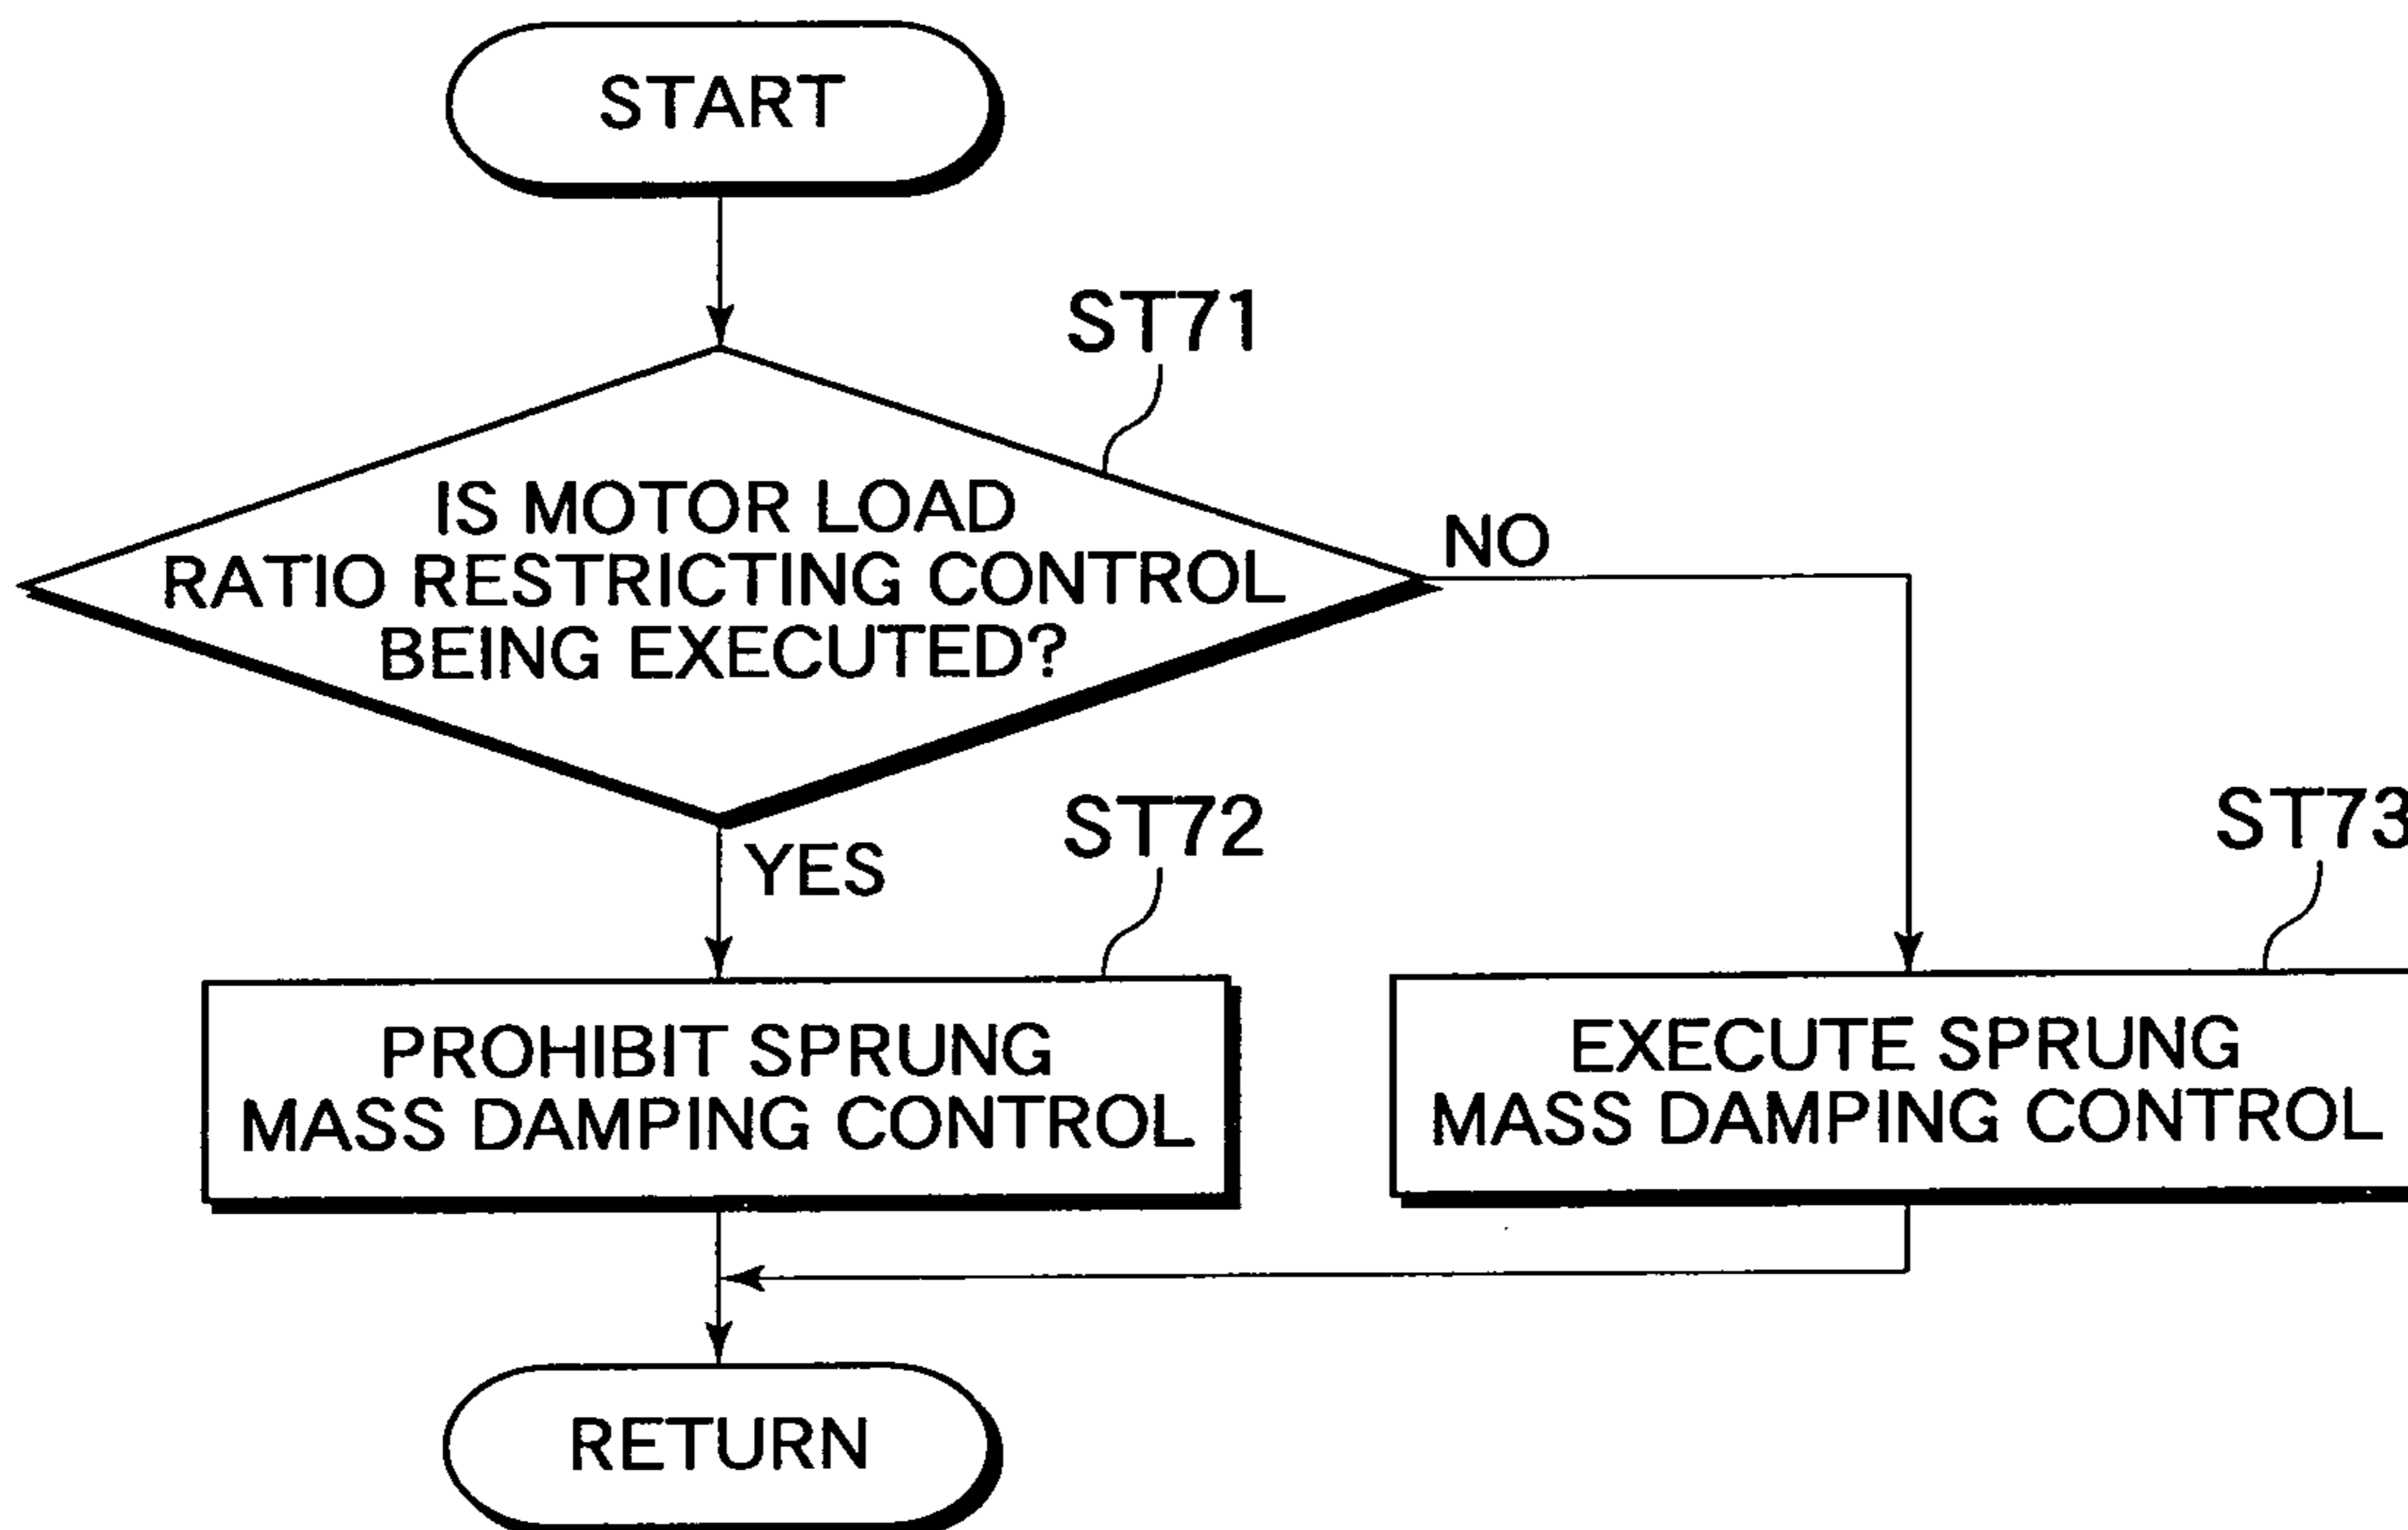 START
ST71
IS MOTOR LOAD
RATIO RESTRICTING CONTROL
BEING EXECUTED?
NO
YES
ST72
ST73
PROHIBIT SPRUNG
MASS DAMPING CONTROL
EXECUTE SPRUNG
MASS DAMPING CONTROL
RETURN